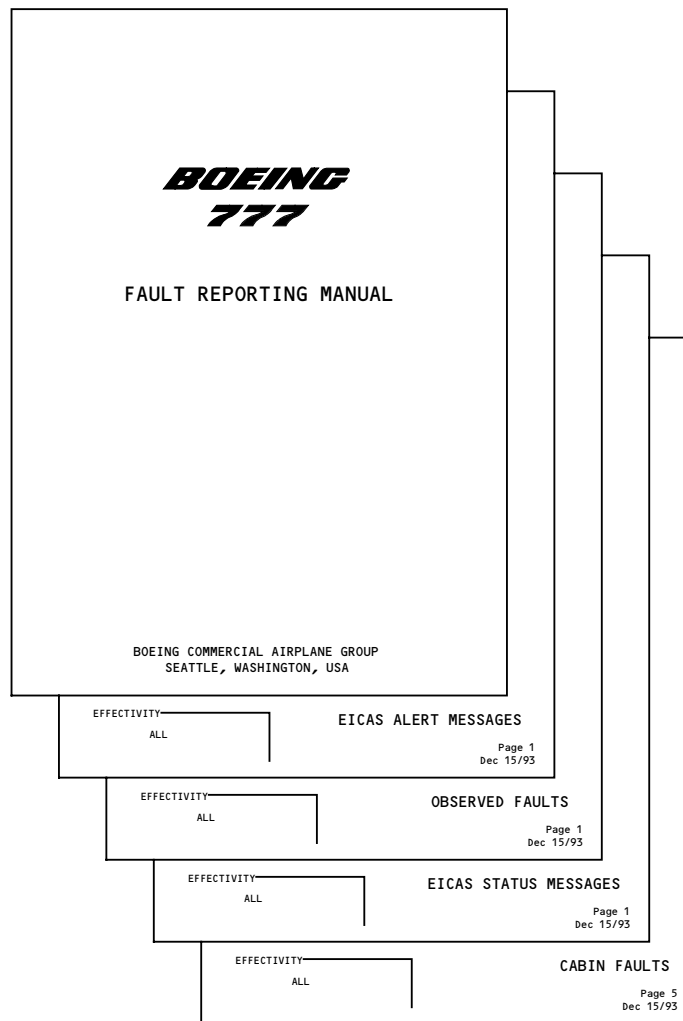 BOEING
777
FAULT REPORTING MANUAL
BOEING COMMERCIAL AIRPLANE GROUP
SEATTLE, WASHINGTON, USA
EFFECTIVITY
ALL
EICAS ALERT MESSAGES
Page 1
Dec 15/93
EFFECTIVITY
ALL
OBSERVED FAULTS
Page 1
Dec 15/93
EFFECTIVITY
ALL
EICAS STATUS MESSAGES
Page 1
Dec 15/93
EFFECTIVITY
ALL
CABIN FAULTS
Page 5
Dec 15/93